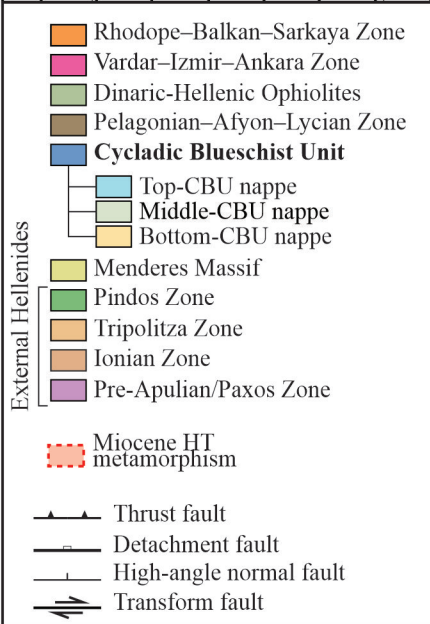 Rhodope–Balkan–Sarkaya Zone
Vardar–Izmir–Ankara Zone
Dinaric-Hellenic Ophiolites
Pelagonian–Afyon–Lycian Zone
Cycladic Blueschist Unit
Top-CBU nappe
Middle-CBU nappe
Bottom-CBU nappe
Menderes Massif
External Hellenides
Pindos Zone
Tripolitza Zone
Ionian Zone
Pre-Apulian/Paxos Zone
Miocene HT
metamorphism
Thrust fault
Detachment fault
High-angle normal fault
Transform fault